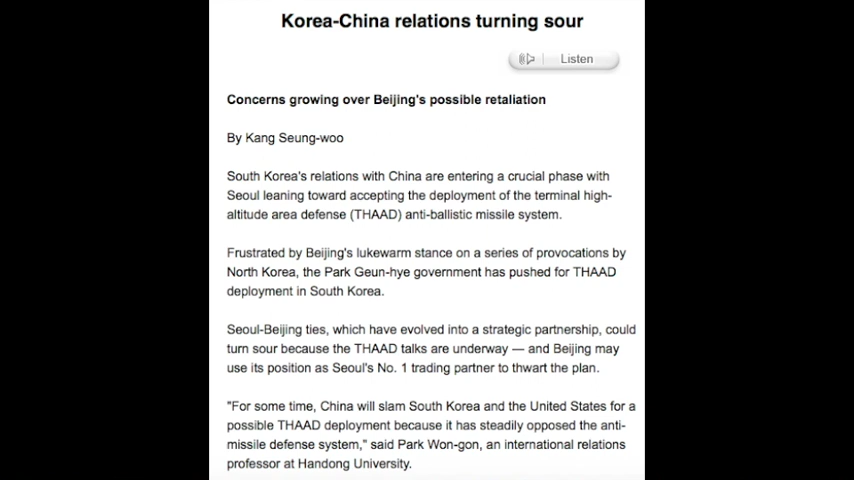 Korea-China relations turning sour
Listen
Concerns growing over Beijing's possible retaliation
By Kang Seung-woo
South Korea's relations with China are entering a crucial phase with
Seoul leaning toward accepting the deployment of the terminal high-
altitude area defense (THAAD) anti-ballistic missile system.
Frustrated by Beijing's lukewarm stance on a series of provocations by
North Korea, the Park Geun-hye government has pushed for THAAD
deployment in South Korea.
Seoul-Beijing ties, which have evolved into a strategic partnership, could
turn sour because the THAAD talks are underway — and Beijing may
use its position as Seoul's No. 1 trading partner to thwart the plan.
"For some time, China will slam South Korea and the United States for a
possible THAAD deployment because it has steadily opposed the anti-
missile defense system," said Park Won-gon, an international relations
professor at Handong University.